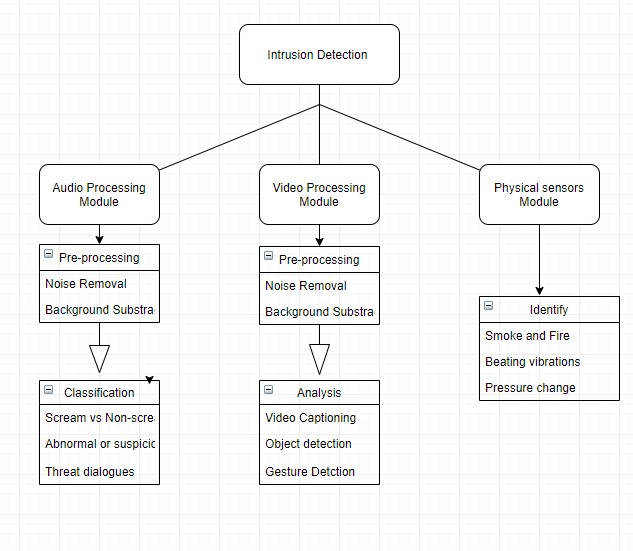 Intrusion Detection
Audio Processing
Module
Video Processing
Module
Physical sensors
Module
Pre-processing
Noise Removal
Background Substra
Pre-processing
Noise Removal
Background Substra
Identify
Smoke and Fire
Beating vibrations
Pressure change
Classification
Scream vs Non-scre
Abnormal or suspici
Threat dialogues
Analysis
Video Captioning
Object detection
Gesture Detction